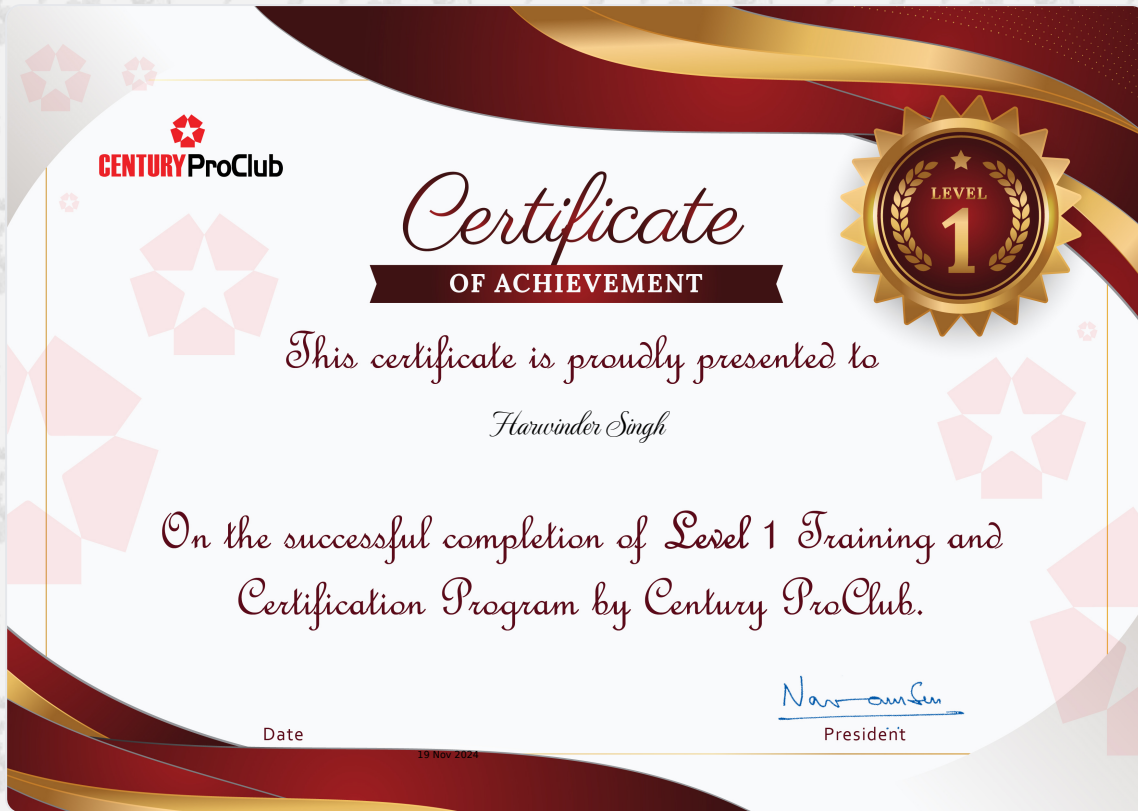 CENTURY ProClub
LEVEL
1
Certificate
OF ACHIEVEMENT
This certificate is proudly presented to
Harwinder Singh
On the successful completion of Level 1 Training and
Certification Program by Century ProClub.
Date
President
19 Nov 2024